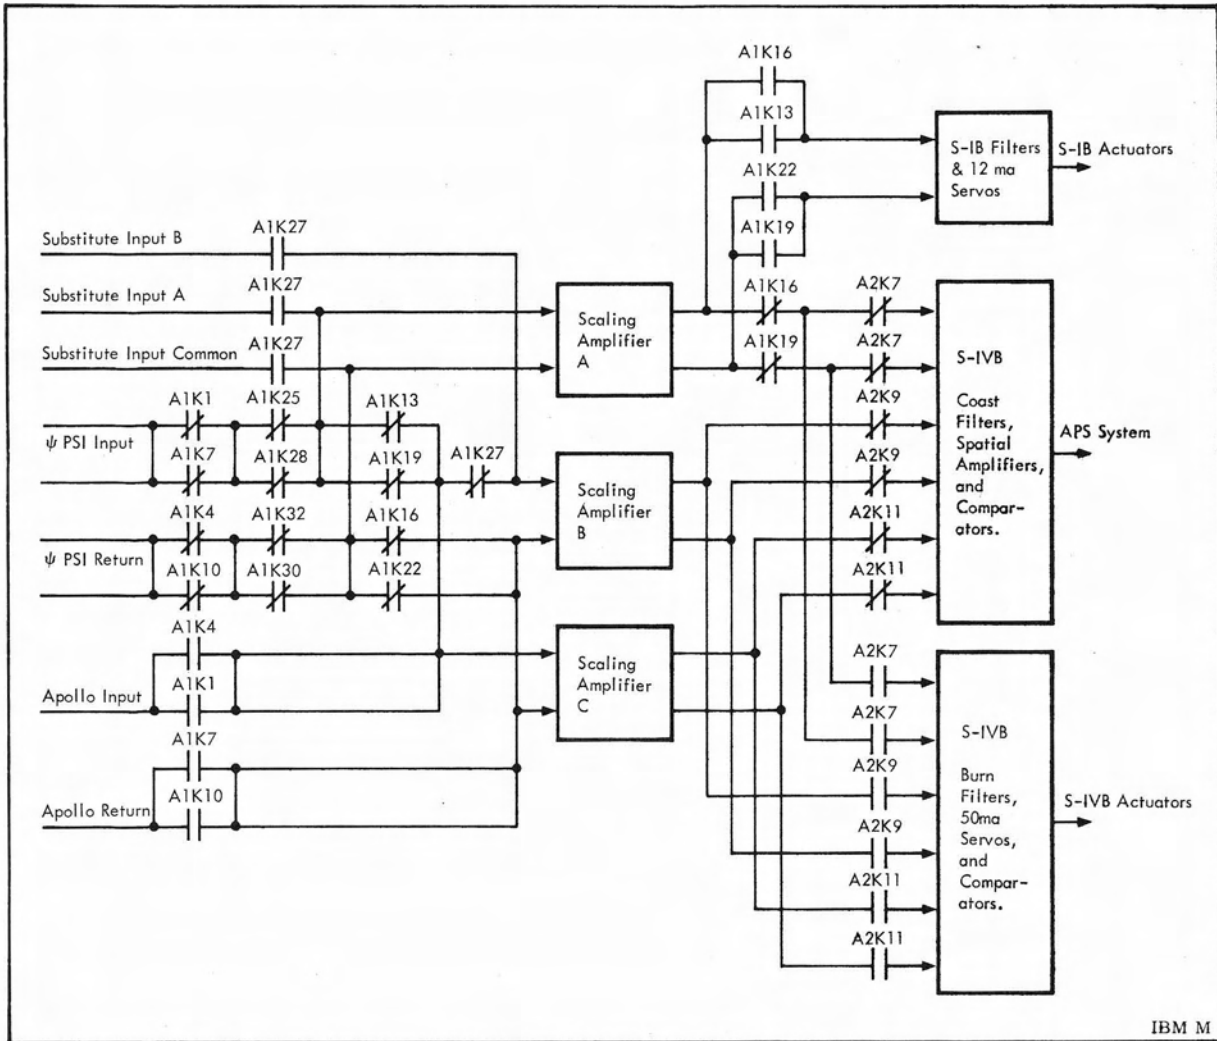 A1K16
A1K13
A1K22
A1K19
S-IB Filters
& 12 ma
Servos
S-IB Actuators
Substitute Input B
A1K27
Substitute Input A
A1K27
Substitute Input Common
A1K27
Scaling
Amplifier
A
A1K16
A1K19
A2K7
A2K7
A2K9
A2K9
A2K11
A2K11
S-IVB
Coast
Filters,
Spatial
Amplifiers,
and
Compar-
ators.
APS System
ψ PSI Input
A1K1
A1K25
A1K13
A1K7
A1K28
A1K19
A1K27
ψ PSI Return
A1K4
A1K32
A1K16
A1K10
A1K30
A1K22
Scaling
Amplifier
B
Apollo Input
A1K4
A1K1
Apollo Return
A1K7
A1K10
Scaling
Amplifier
C
A2K7
A2K7
A2K9
A2K9
A2K11
A2K11
S-IVB
Burn
Filters,
50ma
Servos,
and
Compar-
ators.
S-IVB Actuators
IBM M